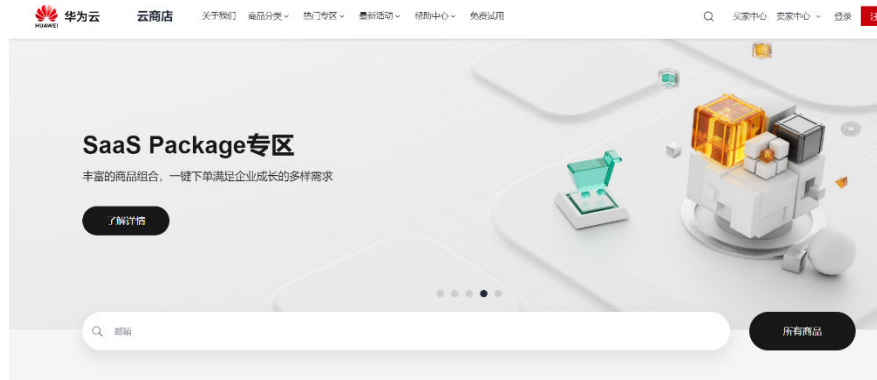 HUAWEI
华为云
云商店
关于我们 商品分类 热门专区 最新活动 帮助中心 免费试用
买家中心 卖家中心 登录
SaaS Package专区
丰富的商品组合，一键下单满足企业成长的多样需求
了解详情
邮箱
所有商品